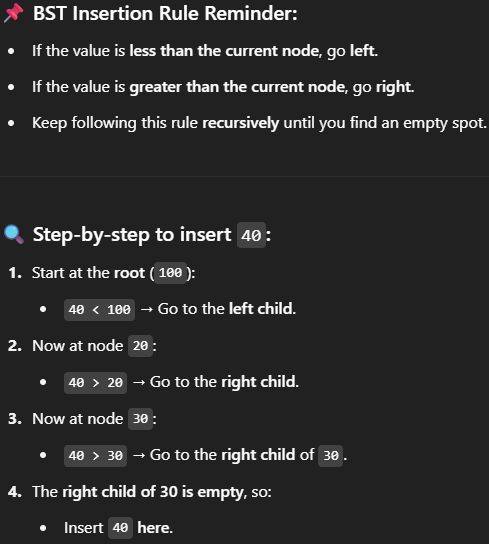 📌 BST Insertion Rule Reminder:
• If the value is less than the current node, go left.
• If the value is greater than the current node, go right.
• Keep following this rule recursively until you find an empty spot.
🔍 Step-by-step to insert 40:
1. Start at the root (100):
• 40 < 100 → Go to the left child.
2. Now at node 20:
• 40 > 20 → Go to the right child.
3. Now at node 30:
• 40 > 30 → Go to the right child of 30.
4. The right child of 30 is empty, so:
• Insert 40 here.